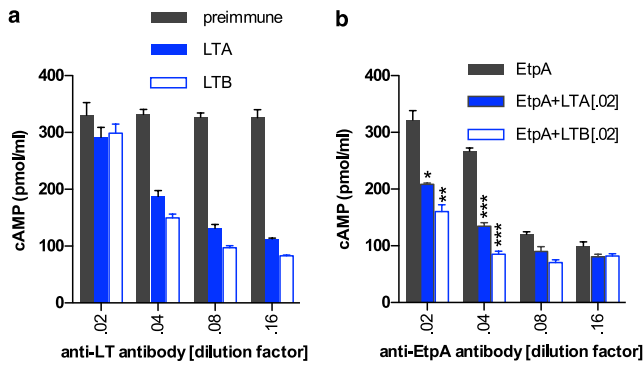 a
preimmune
LTA
LTB
cAMP (pmol/ml)
400
300
200
100
0
.02
.04
.08
.16
anti-LT antibody [dilution factor]
b
EtpA
EtpA+LTA[.02]
EtpA+LTB[.02]
cAMP (pmol/ml)
400
300
200
100
0
*
**
***
***
.02
.04
.08
.16
anti-EtpA antibody [dilution factor]